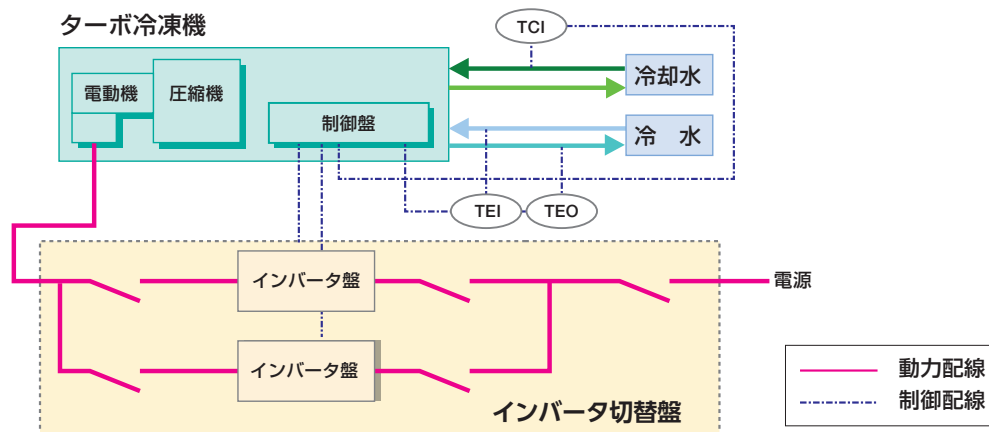 ターボ冷凍機
TCI
電動機
圧縮機
冷却水
制御盤
冷　水
TEI
TEO
インバータ盤
電源
インバータ盤
動力配線
制御配線
インバータ切替盤